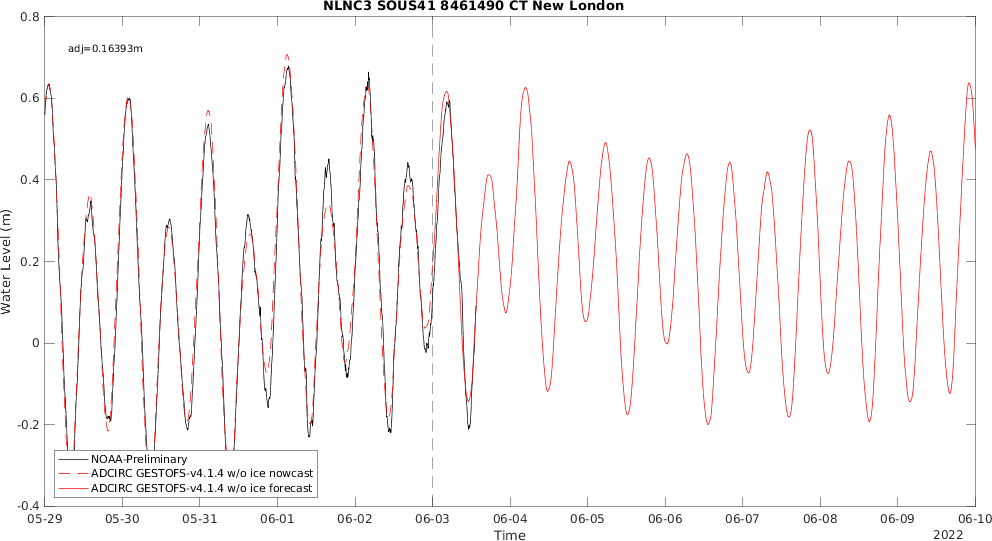 NLNC3 SOUS41 8461490 CT New London
adj=0.16393m
Water Level (m)
0.8
0.6
0.4
0.2
0
-0.2
-0.4
NOAA-Preliminary
ADCIRC GESTOFS-v4.1.4 w/o ice nowcast
ADCIRC GESTOFS-v4.1.4 w/o ice forecast
05-29 05-30 05-31 06-01 06-02 06-03 06-04 06-05 06-06 06-07 06-08 06-09 06-10
Time
2022